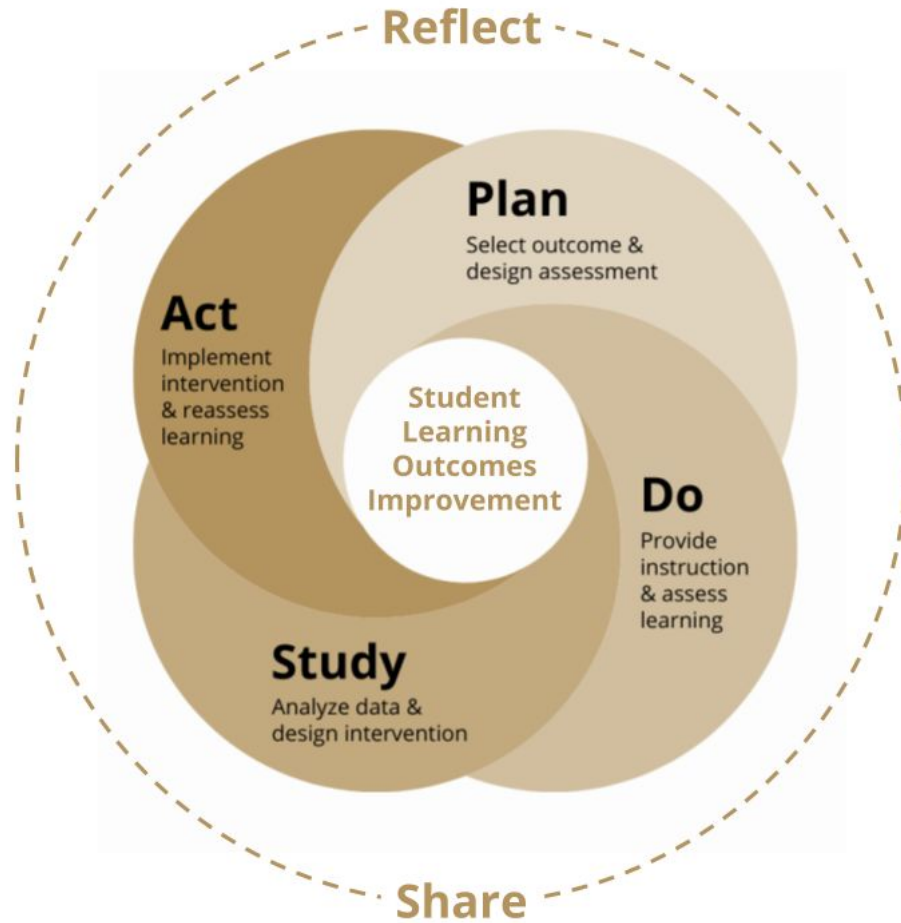 Reflect
Plan
Select outcome &
design assessment
Act
Implement
intervention
& reassess
learning
Student
Learning
Outcomes
Improvement
Do
Provide
instruction
& assess
learning
Study
Analyze data &
design intervention
Share